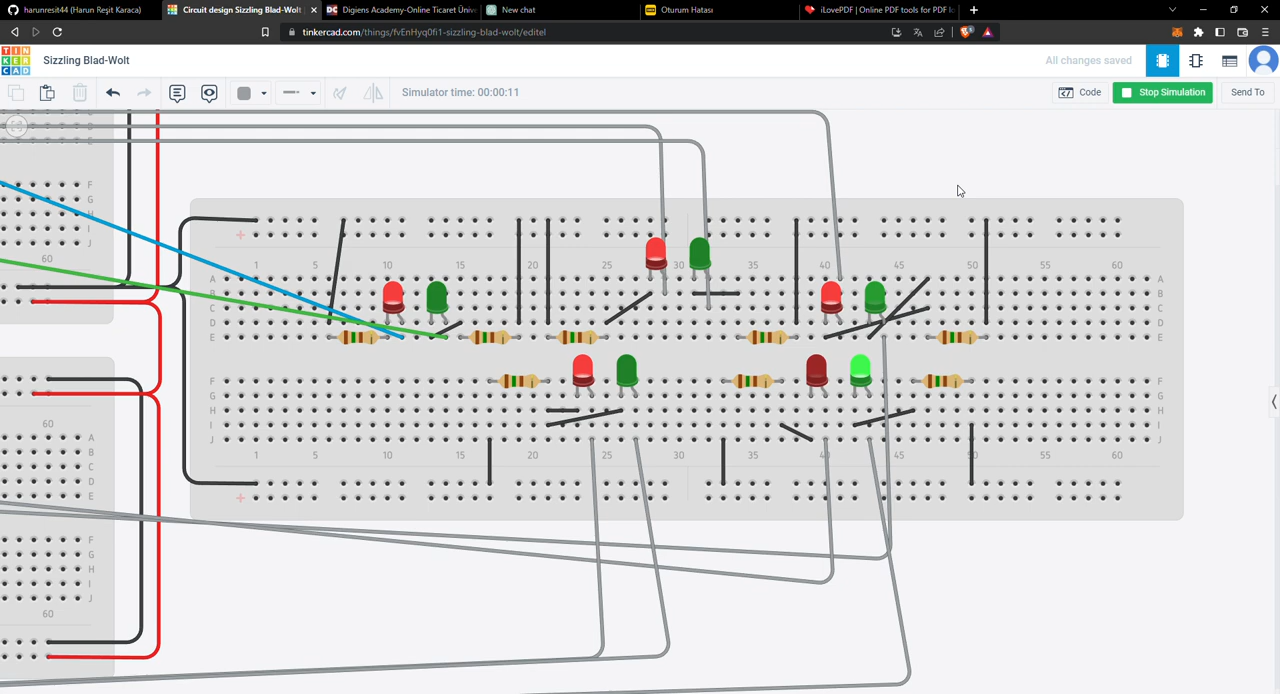 harunresit44 (Harun Reşit Karaca)
Circuit design Sizzling Blad-Wolt
Digiens Academy-Online Ticaret Üniv
New chat
Oturum Hatası
iLovePDF | Online PDF tools for PDF lo
tinkercad.com/things/fvEnHyq0fi1-sizzling-blad-wolt/editel
TIN
KER
CAD
Sizzling Blad-Wolt
All changes saved
Simulator time: 00:00:11
Code
Stop Simulation
Send To
E
F
G
H
I
J
60
60
A
B
C
D
E
F
G
H
I
J
60
+
1 5 10 15 20 25 30 35 40 45 50 55 60
A A
B B
C C
D D
E E
F F
G G
H H
I I
J J
1 5 10 15 20 25 30 35 40 45 50 55 60
+